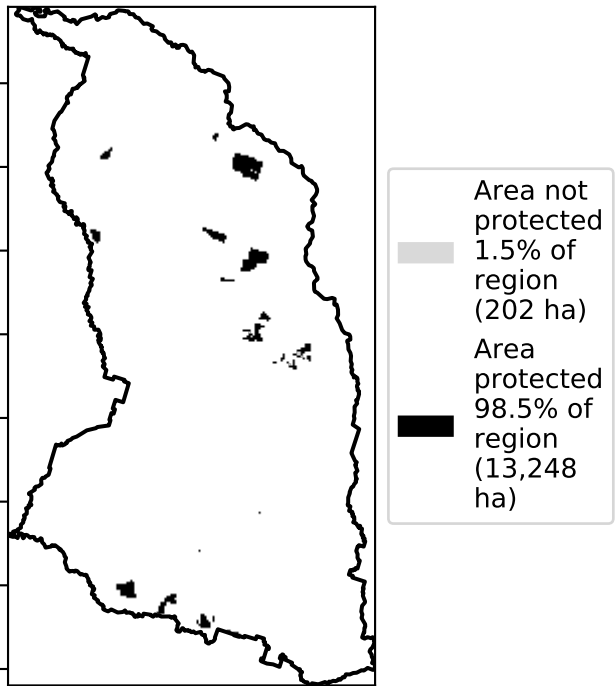 Area not
protected
1.5% of
region
(202 ha)
Area
protected
98.5% of
region
(13,248
ha)